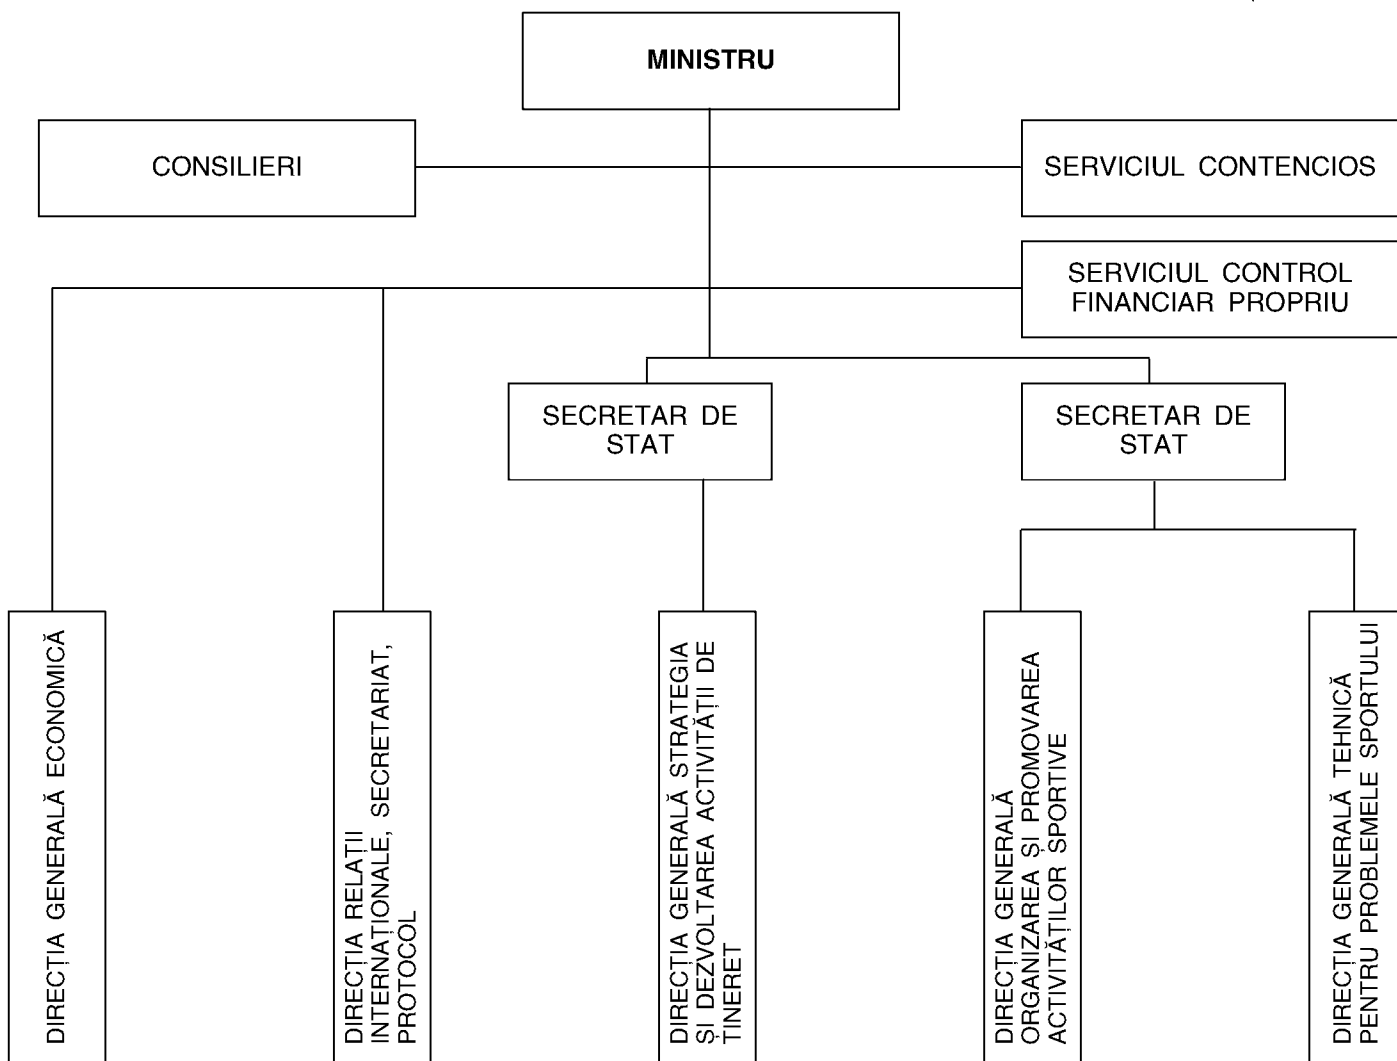 MINISTRU
CONSILIERI
SERVICIUL CONTENCIOS
SERVICIUL CONTROL
FINANCIAR PROPRIU
SECRETAR DE
STAT
SECRETAR DE
STAT
DIRECȚIA GENERALĂ ECONOMICĂ
DIRECȚIA RELAȚII
INTERNAȚIONALE, SECRETARIAT,
PROTOCOL
DIRECȚIA GENERALĂ STRATEGIA
ȘI DEZVOLTAREA ACTIVITĂȚII DE
TINERET
DIRECȚIA GENERALĂ
ORGANIZAREA ȘI PROMOVAREA
ACTIVITĂȚILOR SPORTIVE
DIRECȚIA GENERALĂ TEHNICĂ
PENTRU PROBLEMELE SPORTULUI